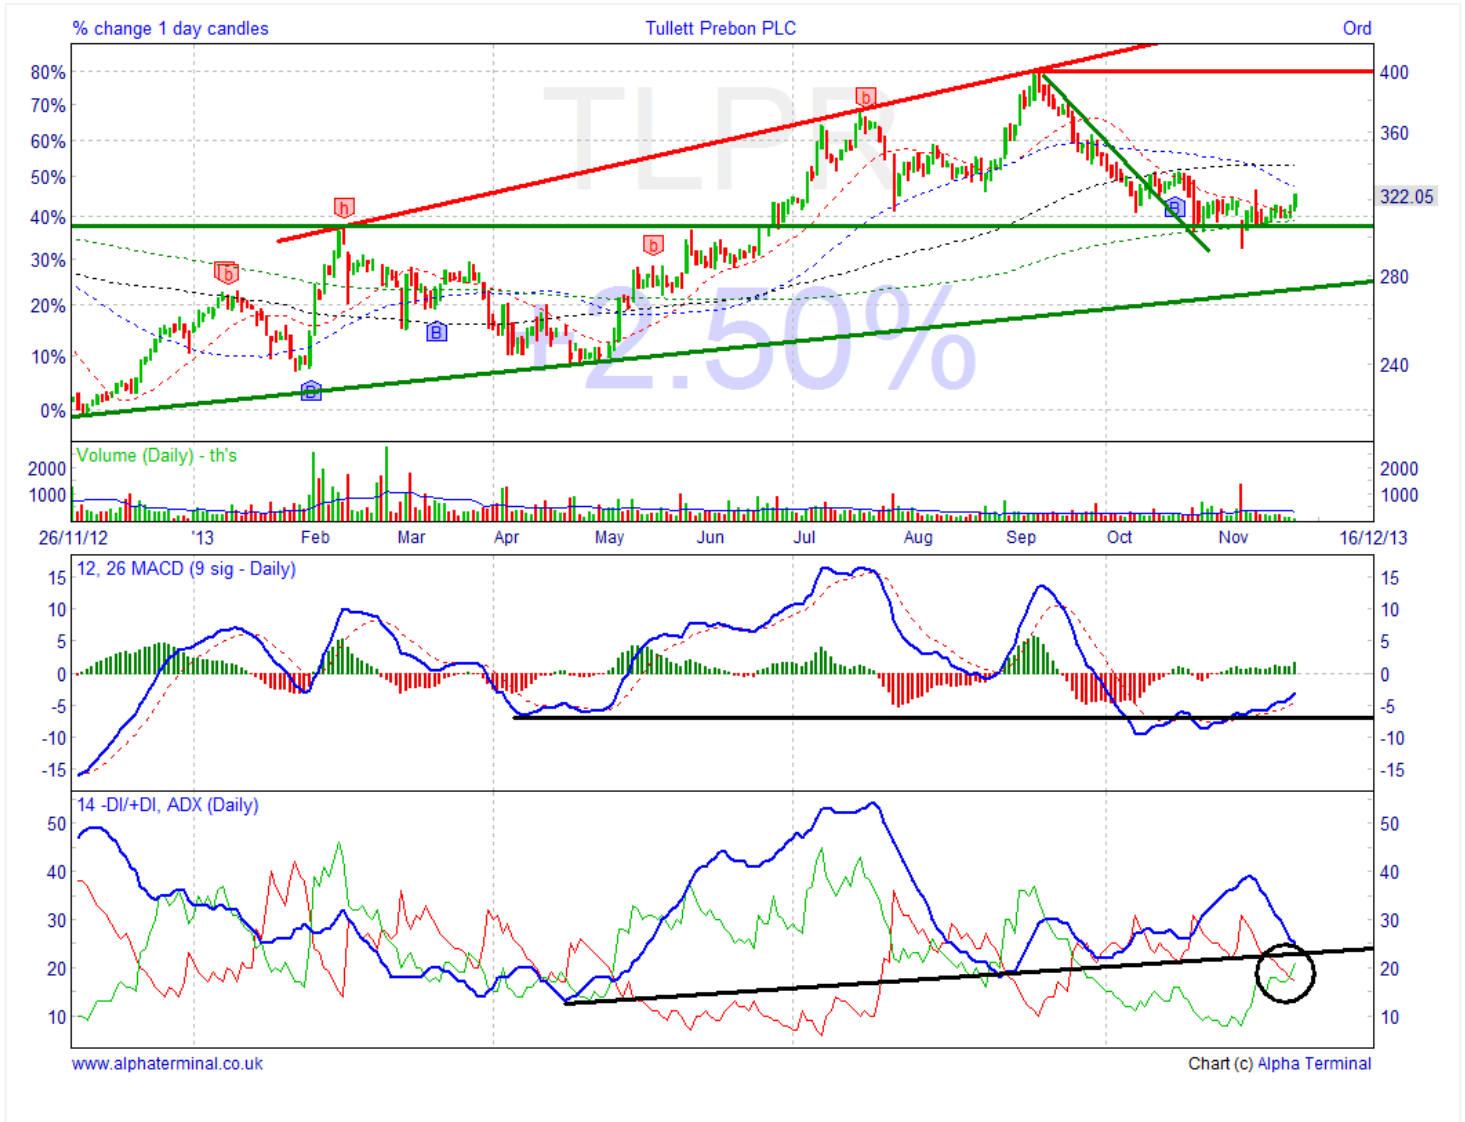 % change 1 day candles Tullett Prebon PLC Ord
TLPR
+2.50%
80% 400
70%
60% 360
50%
322.05
40%
30%
280
20%
10%
240
0%
h
b
Tb
b
B
B
B
Volume (Daily) - th's
2000 2000
1000 1000
26/11/12 '13 Feb Mar Apr May Jun Jul Aug Sep Oct Nov 16/12/13
12, 26 MACD (9 sig - Daily)
15 15
10 10
5 5
0 0
-5 -5
-10 -10
-15 -15
14 -DI/+DI, ADX (Daily)
50 50
40 40
30 30
20 20
10 10
www.alphaterminal.co.uk Chart (c) Alpha Terminal